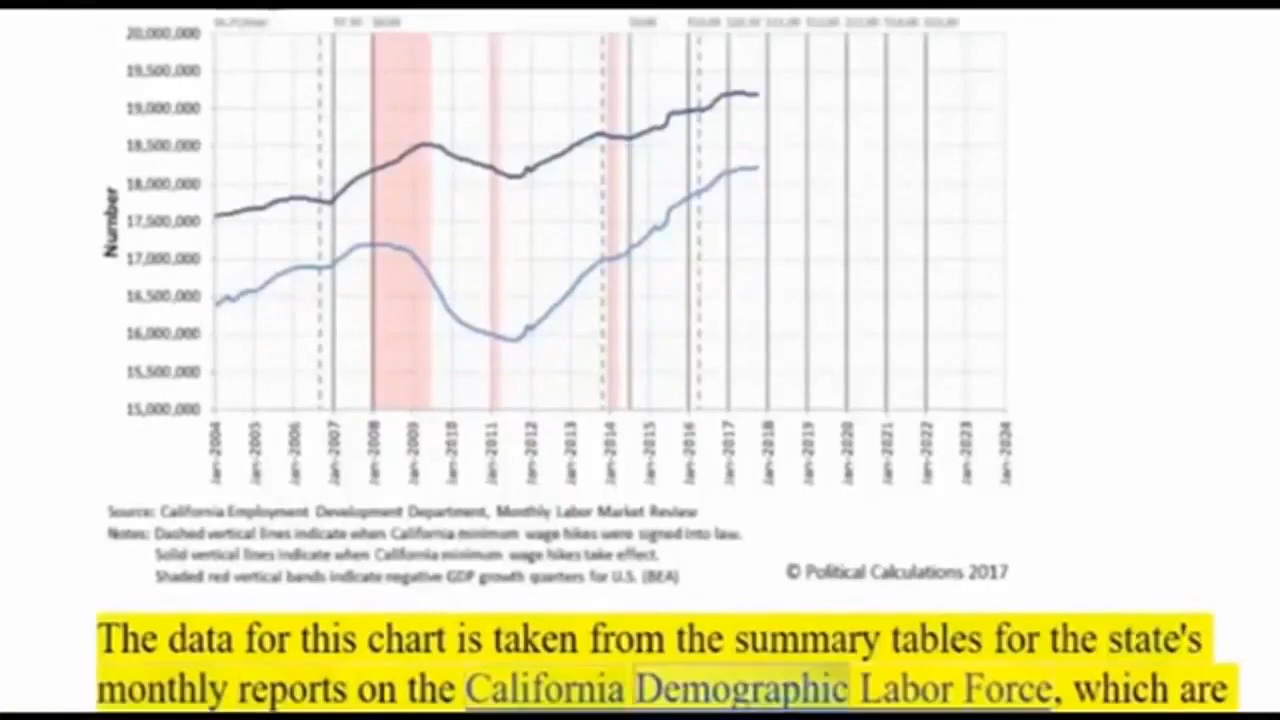 20,000,000
19,500,000
19,000,000
18,500,000
18,000,000
17,500,000
17,000,000
16,500,000
16,000,000
15,500,000
15,000,000
Number
Jan-2004 Jan-2005 Jan-2006 Jan-2007 Jan-2008 Jan-2009 Jan-2010 Jan-2011 Jan-2012 Jan-2013 Jan-2014 Jan-2015 Jan-2016 Jan-2017 Jan-2018 Jan-2019 Jan-2020 Jan-2021 Jan-2022 Jan-2023 Jan-2024
Source: California Employment Development Department, Monthly Labor Market Review
Notes: Dashed vertical lines indicate when California minimum wage hikes were signed into law.
Solid vertical lines indicate when California minimum wage hikes take effect.
Shaded red vertical bands indicate negative GDP growth quarters for U.S. (BEA)
© Political Calculations 2017
The data for this chart is taken from the summary tables for the state's
monthly reports on the California Demographic Labor Force, which are